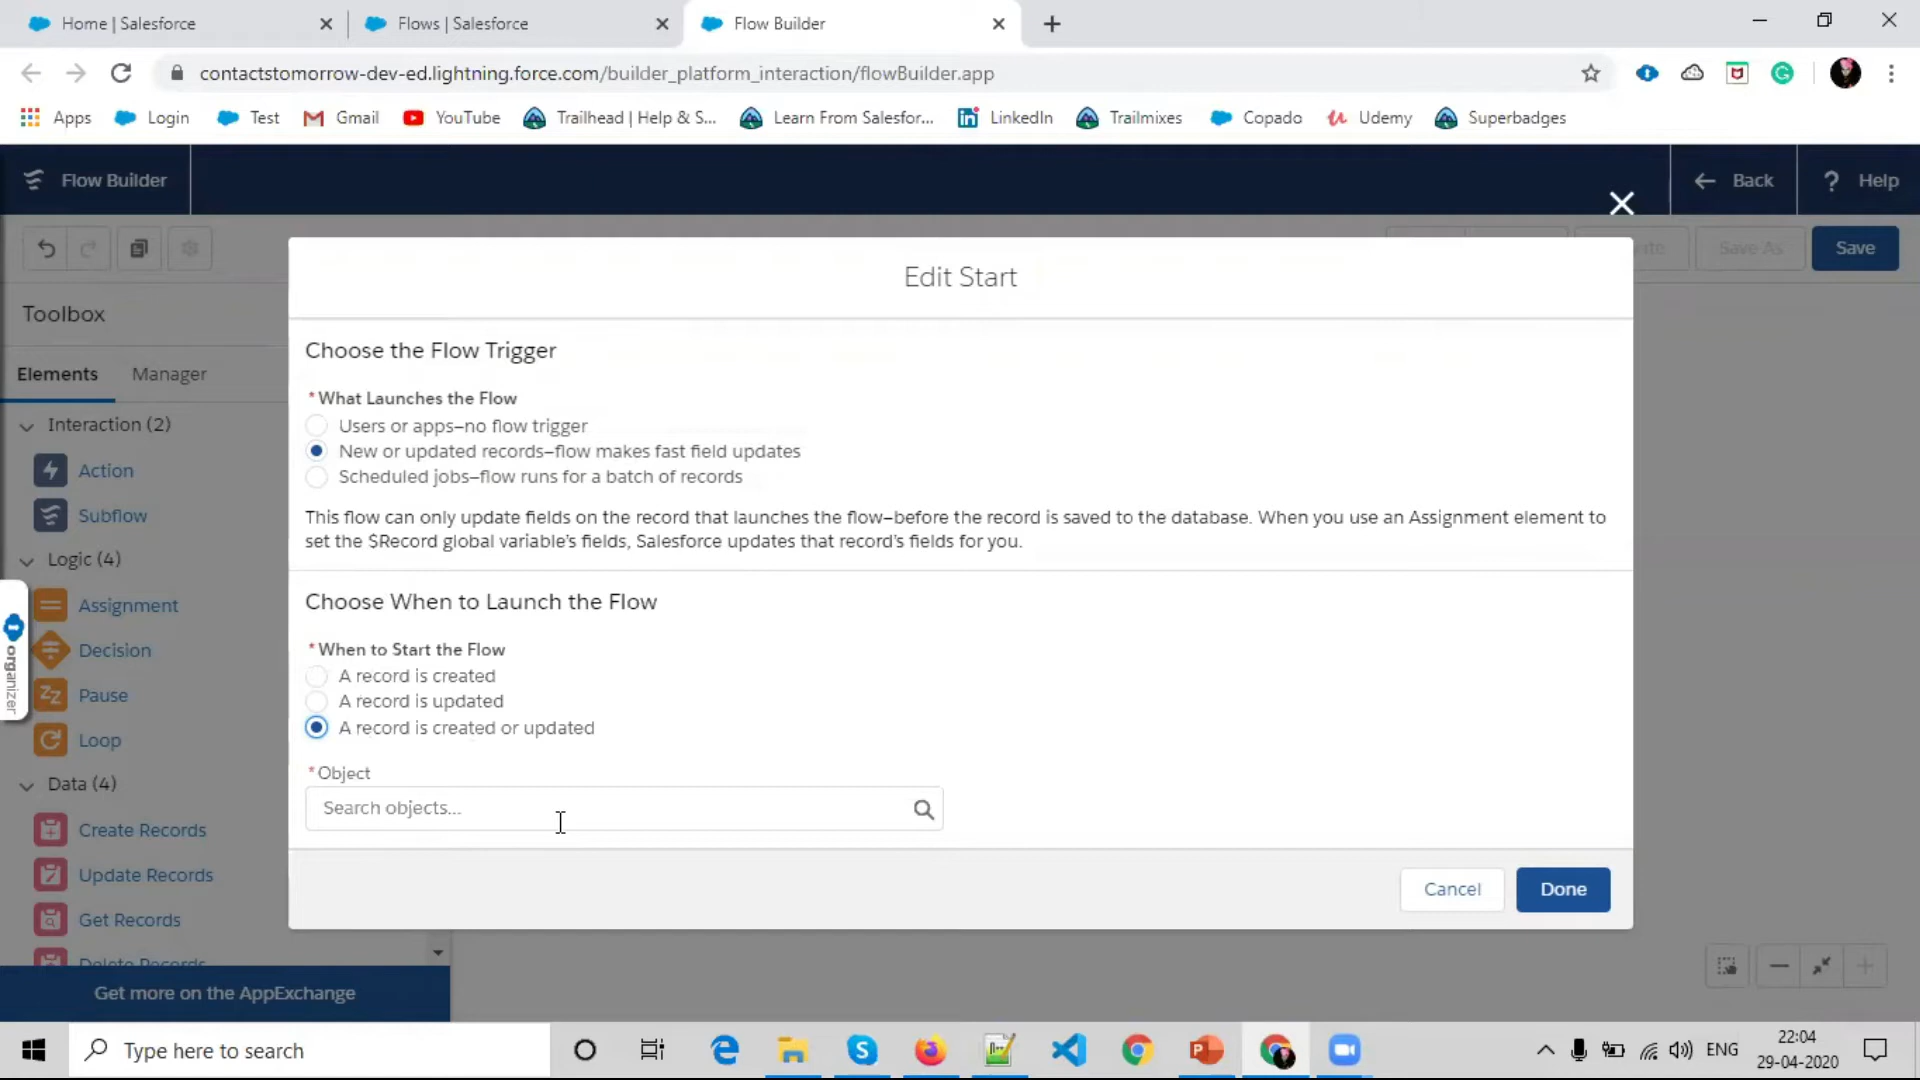 Home | Salesforce
Flows | Salesforce
Flow Builder
contactstomorrow-dev-ed.lightning.force.com/builder_platform_interaction/flowBuilder.app
Apps
Login
Test
Gmail
YouTube
Trailhead | Help & S...
Learn From Salesfor...
LinkedIn
Trailmixes
Copado
Udemy
Superbadges
Flow Builder
Back
Help
Save As
Save
Edit Start
Toolbox
Elements
Manager
Interaction (2)
Action
Subflow
Logic (4)
Assignment
Decision
Pause
Loop
Data (4)
Create Records
Update Records
Get Records
Delete Records
Get more on the AppExchange
organizer
Choose the Flow Trigger
*What Launches the Flow
Users or apps—no flow trigger
New or updated records—flow makes fast field updates
Scheduled jobs—flow runs for a batch of records
This flow can only update fields on the record that launches the flow—before the record is saved to the database. When you use an Assignment element to
set the $Record global variable's fields, Salesforce updates that record's fields for you.
Choose When to Launch the Flow
*When to Start the Flow
A record is created
A record is updated
A record is created or updated
*Object
Search objects...
Cancel
Done
Type here to search
ENG
22:04
29-04-2020